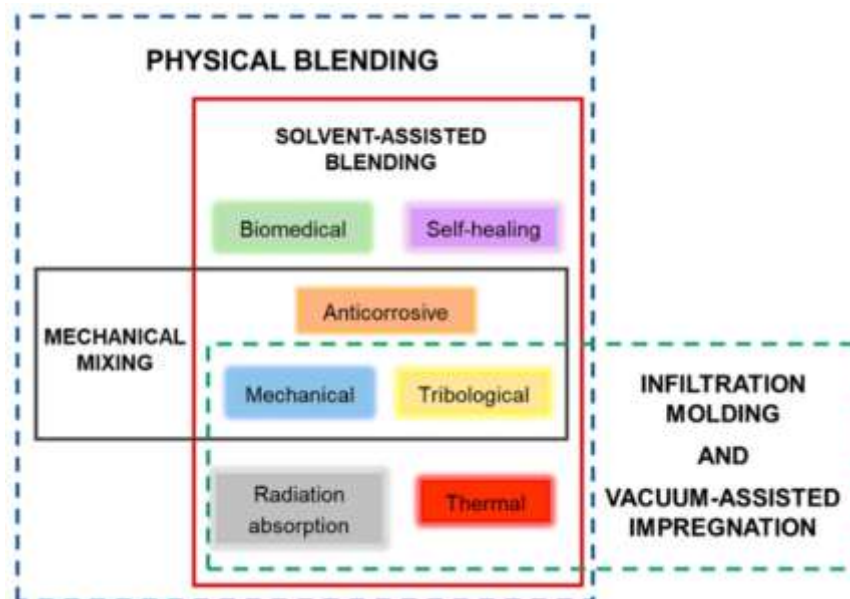 PHYSICAL BLENDING
SOLVENT-ASSISTED
BLENDING
Biomedical
Self-healing
Anticorrosive
MECHANICAL
MIXING
Mechanical
Tribological
Radiation
absorption
Thermal
INFILTRATION
MOLDING
AND
VACUUM-ASSISTED
IMPREGNATION